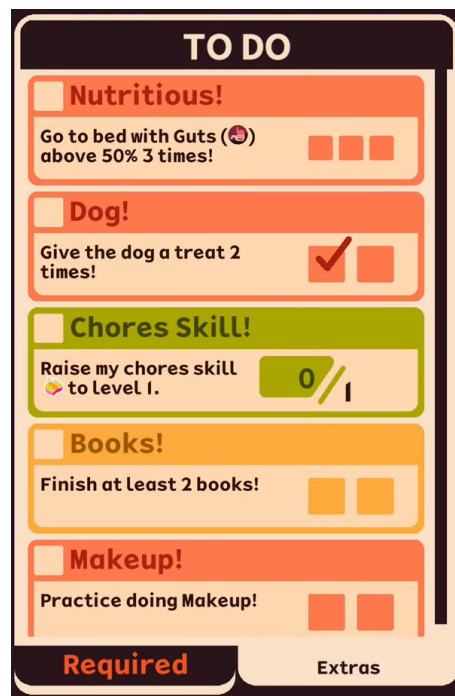 TO DO
Nutritious!
Go to bed with Guts ()
above 50% 3 times!
Dog!
Give the dog a treat 2
times!
Chores Skill!
Raise my chores skill
to level 1.
0/1
Books!
Finish at least 2 books!
Makeup!
Practice doing Makeup!
Required
Extras